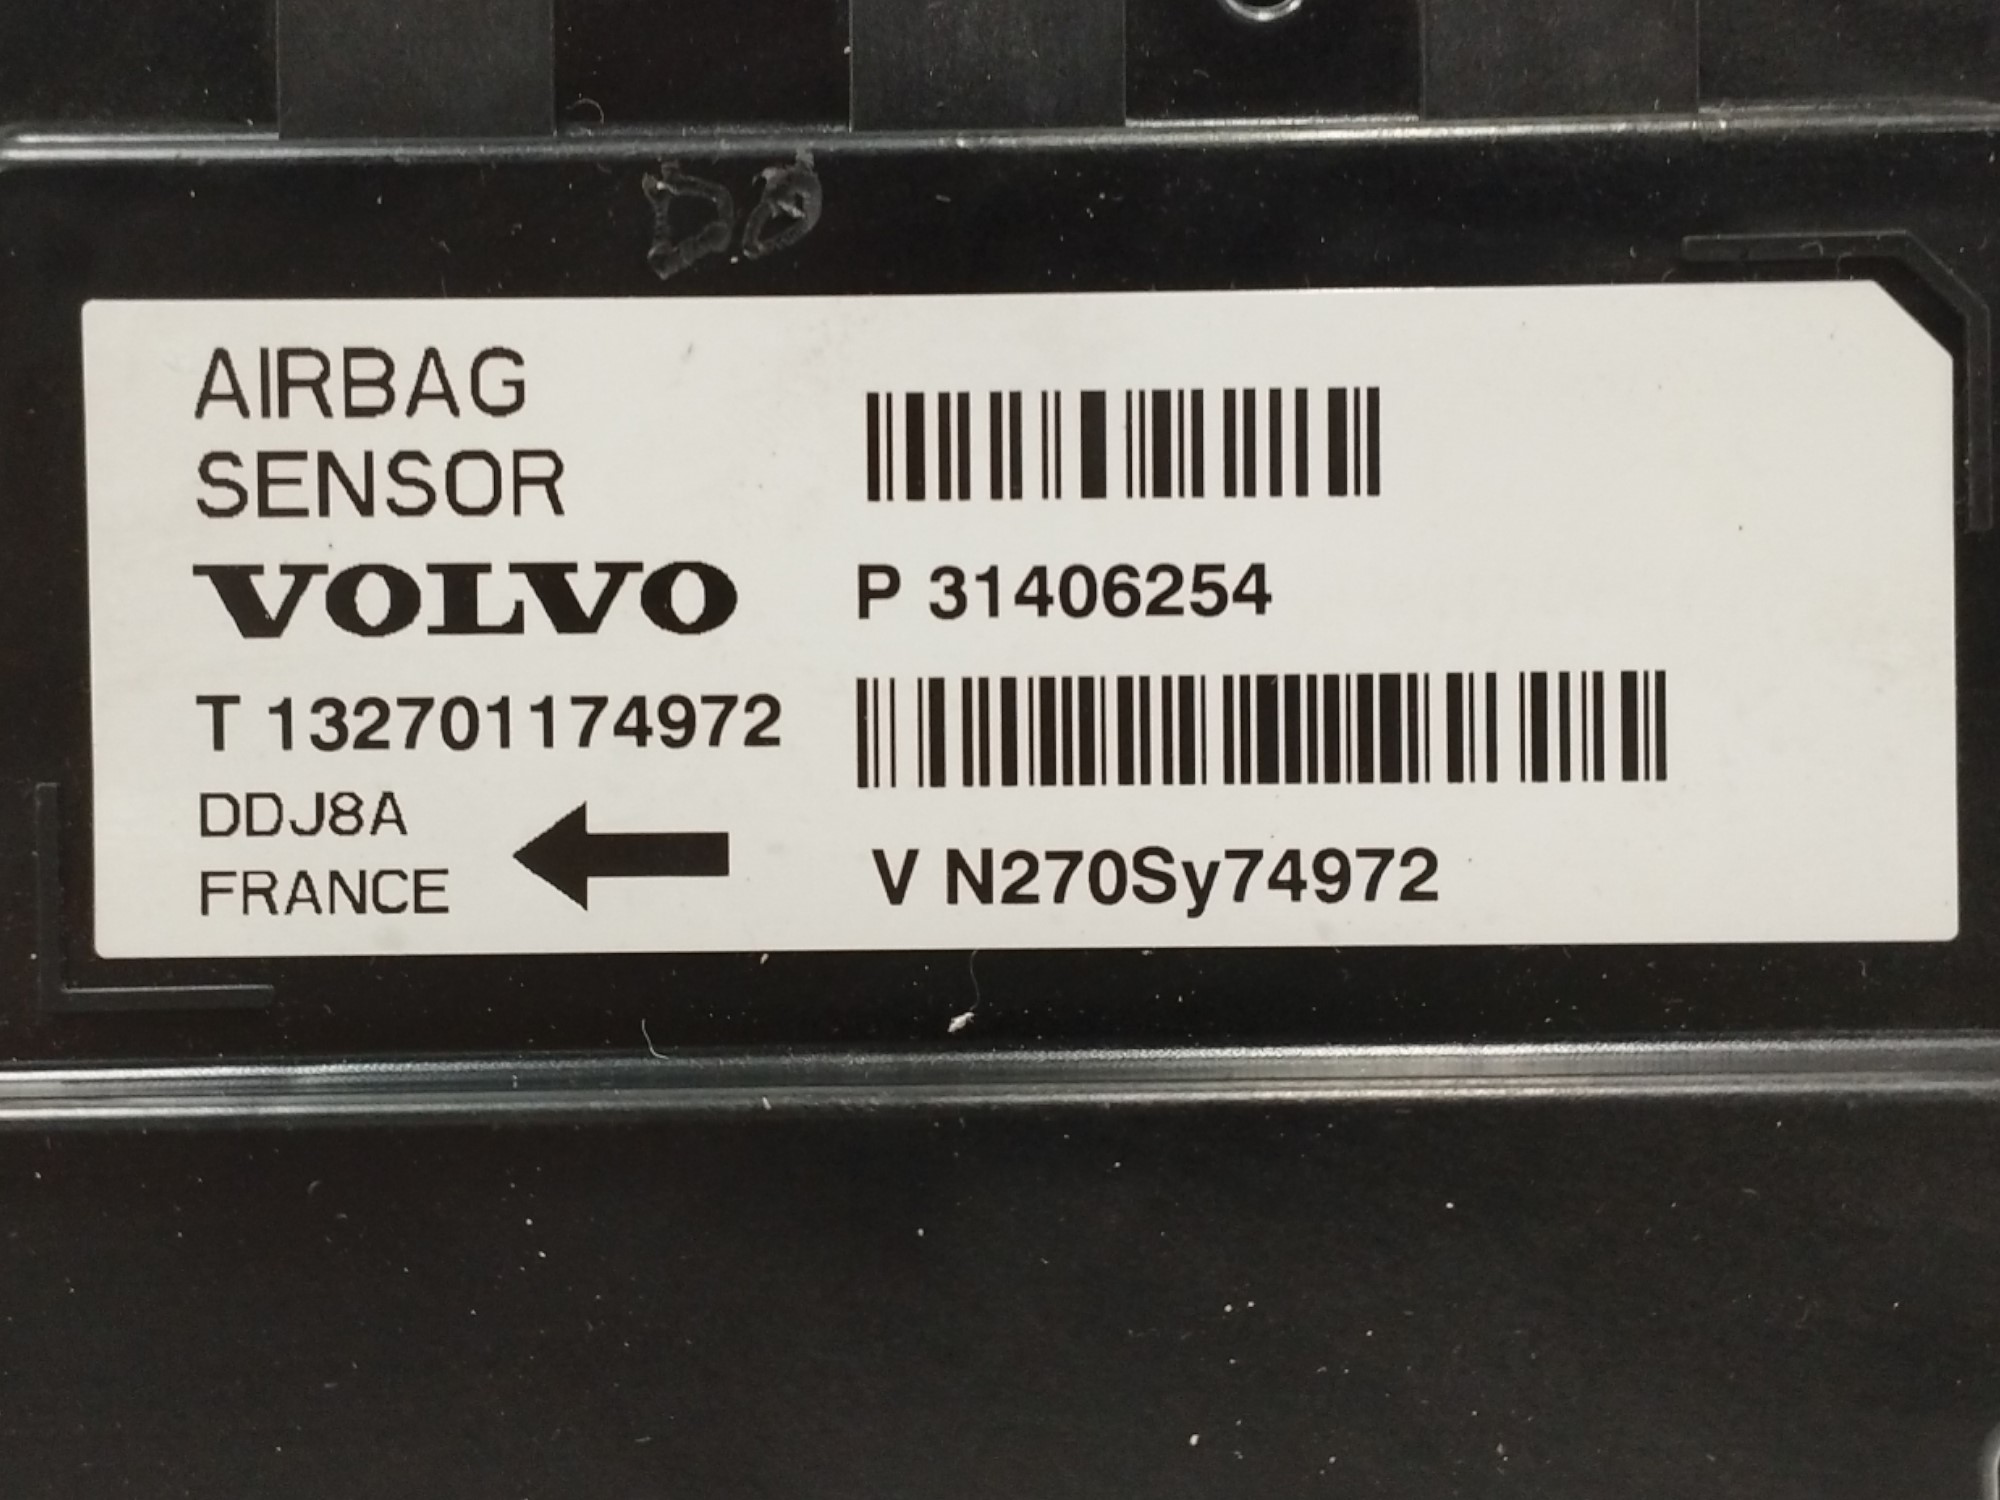 AIRBAG
SENSOR
VOLVO
T 132701174972
DDJ8A
FRANCE
P 31406254
V N270Sy74972